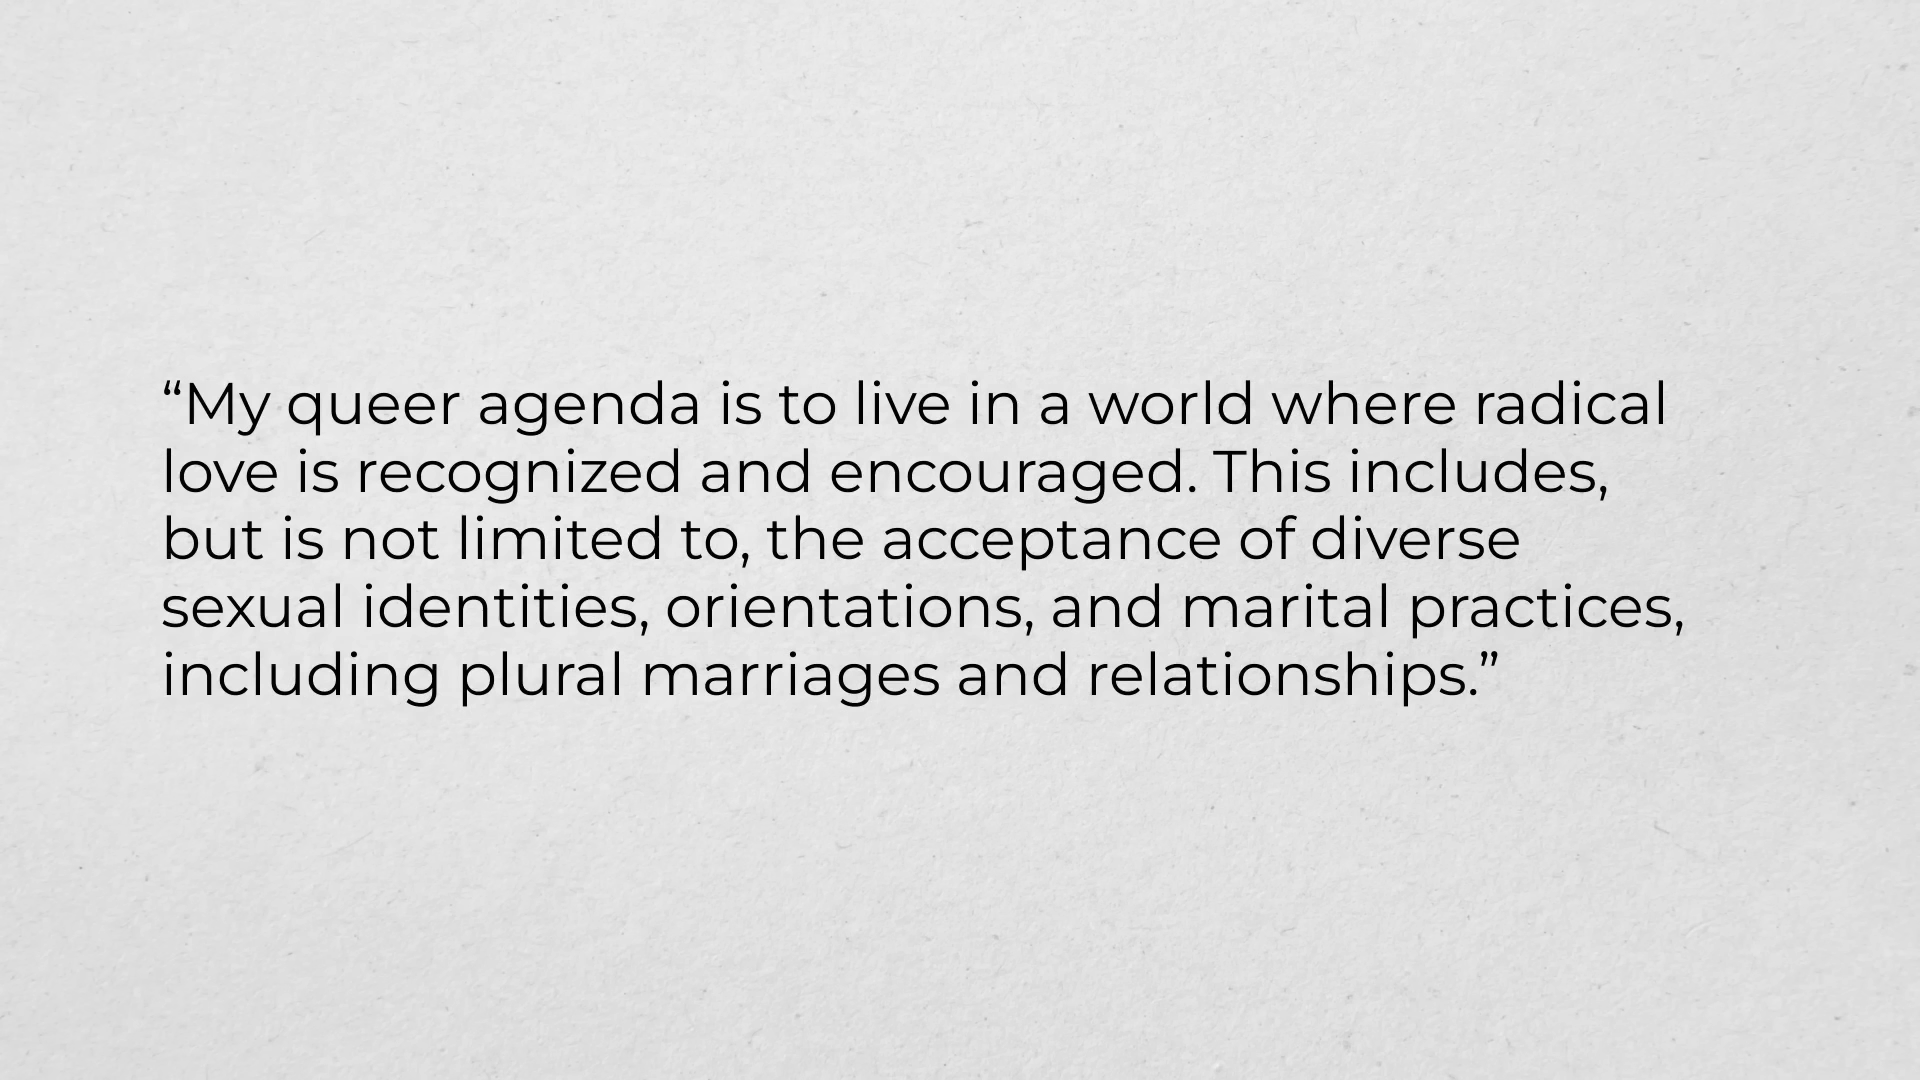 “My queer agenda is to live in a world where radical
love is recognized and encouraged. This includes,
but is not limited to, the acceptance of diverse
sexual identities, orientations, and marital practices,
including plural marriages and relationships.”